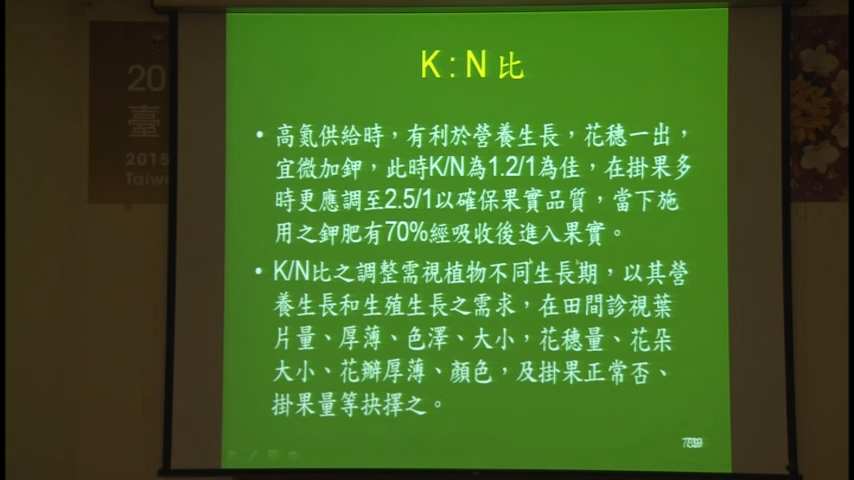 K : N 比
• 高氮供給時，有利於營養生長，花穗一出，
宜微加鉀，此時K/N為1.2/1為佳，在掛果多
時更應調至2.5/1以確保果實品質，當下施
用之鉀肥有70%經吸收後進入果實。
• K/N比之調整需視植物不同生長期，以其營
養生長和生殖生長之需求，在田間診視葉
片量、厚薄、色澤、大小，花穗量、花朵
大小、花瓣厚薄、顏色，及掛果正常否、
掛果量等抉擇之。
20
臺
2015
Taiw